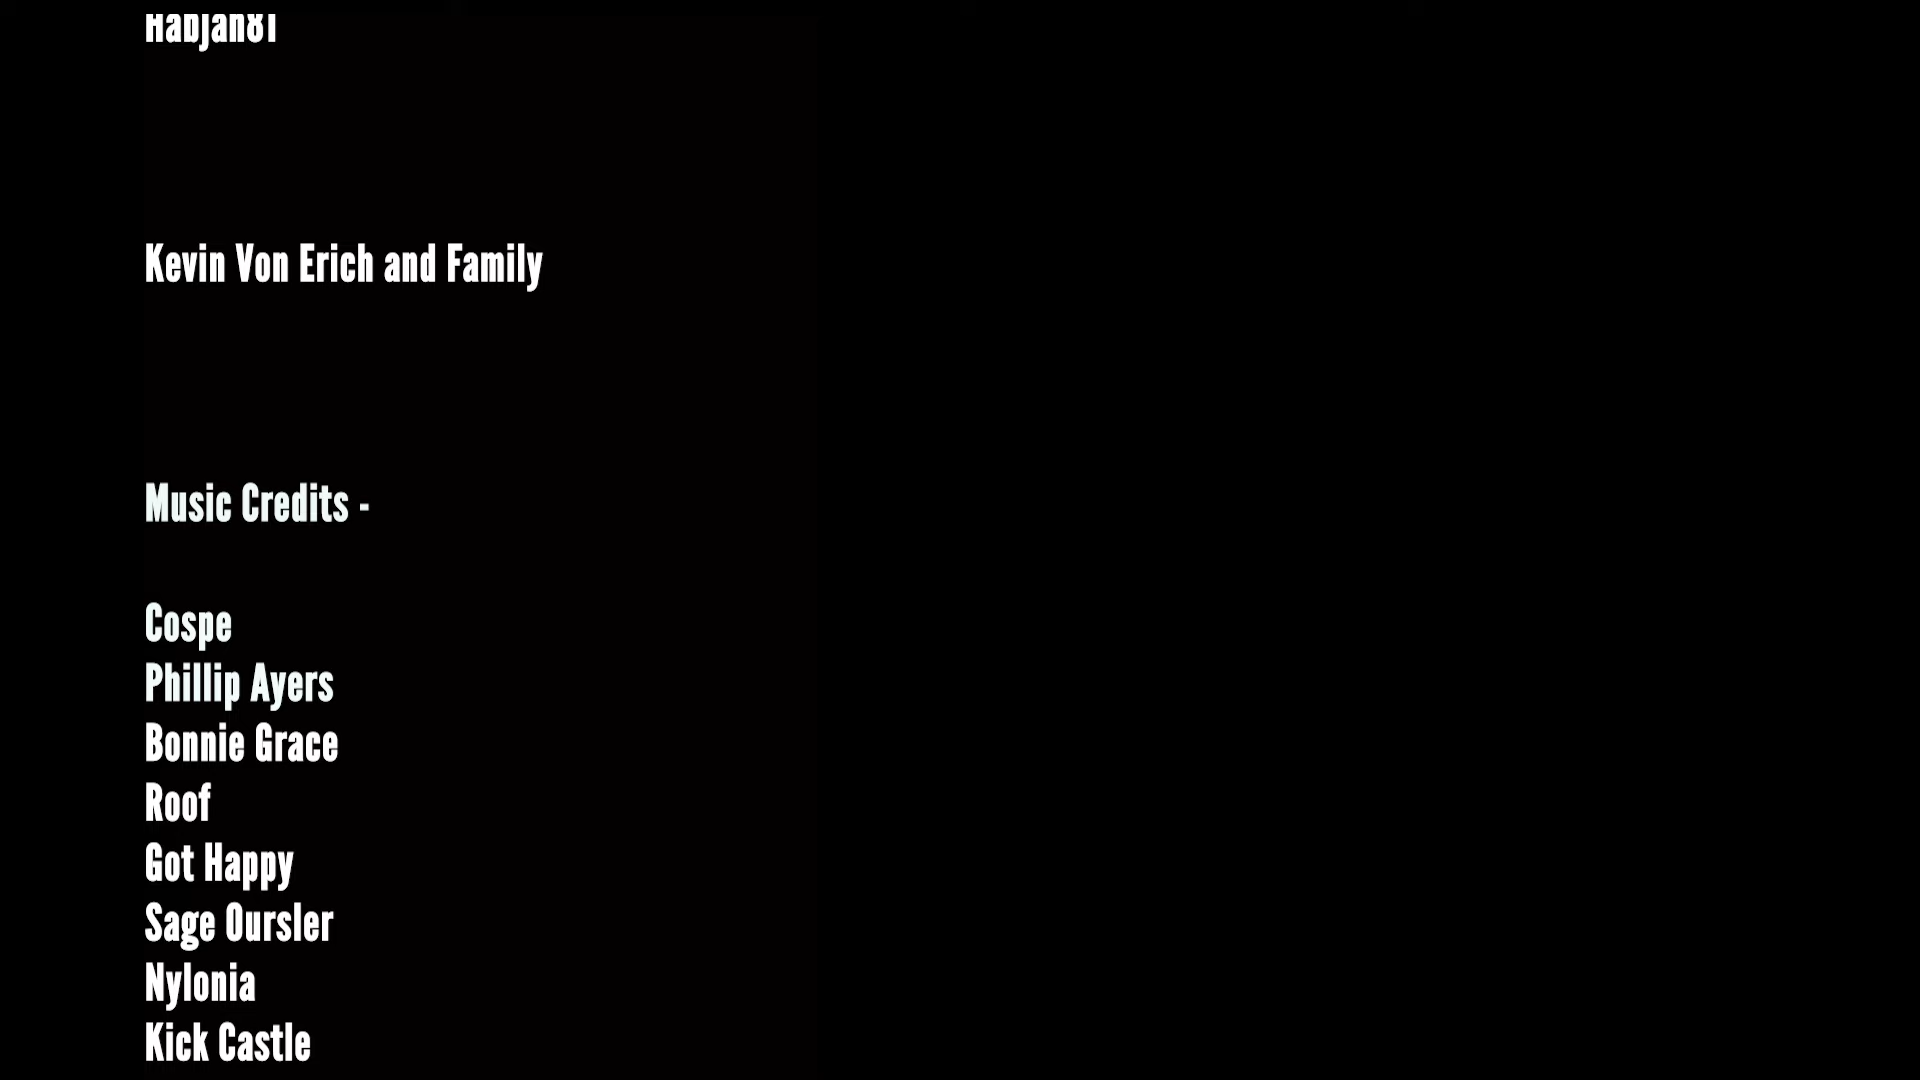 Habjan81
Kevin Von Erich and Family
Music Credits -
Cospe
Phillip Ayers
Bonnie Grace
Roof
Got Happy
Sage Oursler
Nylonia
Kick Castle